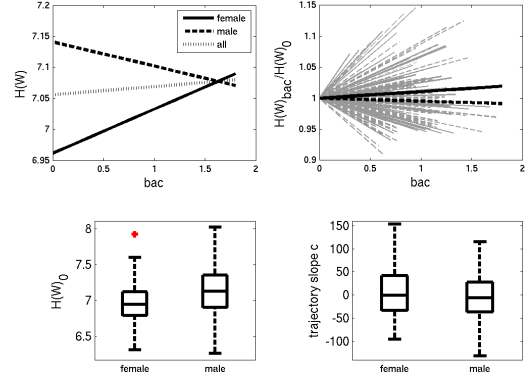 7.2
7.15
7.1
7.05
7
6.95
H(W)
0
0.5
1
1.5
2
bac
female
male
all
1.15
1.1
1.05
1
0.95
0.9
H(W)bac/H(W)0
0
0.5
1
1.5
2
bac
8
7.5
7
6.5
H(W)0
female
male
150
100
50
0
-50
-100
trajectory slope c
female
male